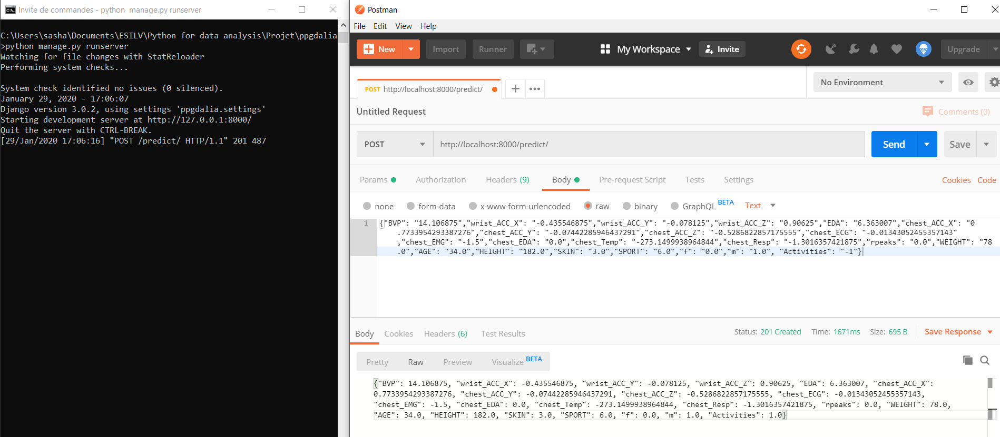 Invite de commandes - python  manage.py runserver
C:\Users\sasha\Documents\ESILV\Python for data analysis\Projet\ppgdalia
>python manage.py runserver
Watching for file changes with StatReloader
Performing system checks...
System check identified no issues (0 silenced).
January 29, 2020 - 17:06:07
Django version 3.0.2, using settings 'ppgdalia.settings'
Starting development server at http://127.0.0.1:8000/
Quit the server with CTRL-BREAK.
[29/Jan/2020 17:06:16] "POST /predict/ HTTP/1.1" 201 487
Postman
File Edit View Help
New Import Runner My Workspace Invite Upgrade
POST http://localhost:8000/predict/
No Environment
Untitled Request
Comments (0)
POST http://localhost:8000/predict/ Send Save
Params Authorization Headers (9) Body Pre-request Script Tests Settings Cookies Code
none form-data x-www-form-urlencoded raw binary GraphQL BETA Text
1 {"BVP": "14.106875","wrist_ACC_X": "-0.435546875","wrist_ACC_Y": "-0.078125","wrist_ACC_Z": "0.90625","EDA": "6.363007","chest_ACC_X": "0
.7733954293387276","chest_ACC_Y": "-0.07442285946437291","chest_ACC_Z": "-0.5286822857175555","chest_ECG": "-0.01343052455357143"
,"chest_EMG": "-1.5","chest_EDA": "0.0","chest_Temp": "-273.1499938964844","chest_Resp": "-1.3016357421875","rpeaks": "0.0","WEIGHT": "78
.0","AGE": "34.0","HEIGHT": "182.0","SKIN": "3.0","SPORT": "6.0","f": "0.0","m": "1.0", "Activities": "-1"}
Body Cookies Headers (6) Test Results Status: 201 Created Time: 1671ms Size: 695 B Save Response
Pretty Raw Preview Visualize BETA
{"BVP": 14.106875, "wrist_ACC_X": -0.435546875, "wrist_ACC_Y": -0.078125, "wrist_ACC_Z": 0.90625, "EDA": 6.363007, "chest_ACC_X":
0.7733954293387276, "chest_ACC_Y": -0.07442285946437291, "chest_ACC_Z": -0.5286822857175555, "chest_ECG": -0.01343052455357143,
"chest_EMG": -1.5, "chest_EDA": 0.0, "chest_Temp": -273.1499938964844, "chest_Resp": -1.3016357421875, "rpeaks": 0.0, "WEIGHT": 78.0,
"AGE": 34.0, "HEIGHT": 182.0, "SKIN": 3.0, "SPORT": 6.0, "f": 0.0, "m": 1.0, "Activities": 1.0}